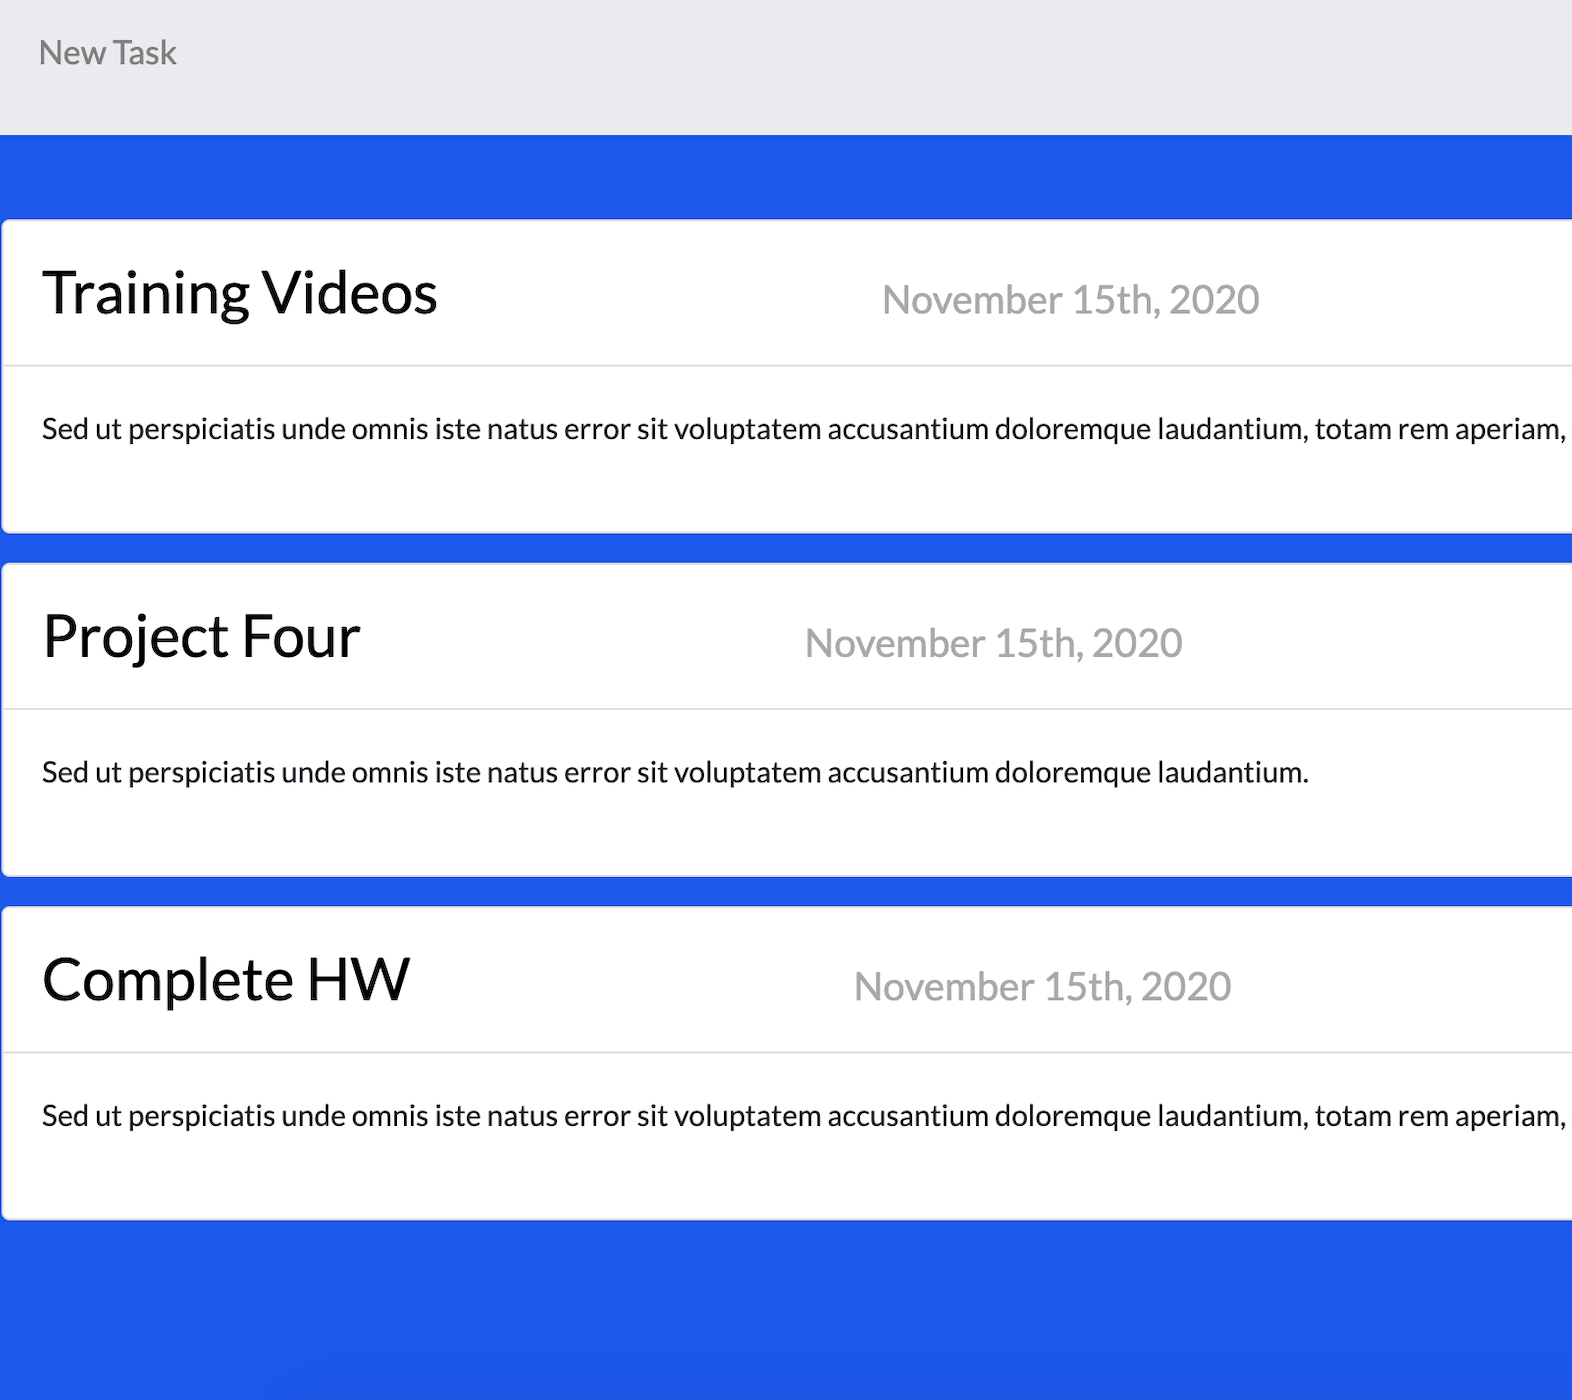 New Task
Training Videos November 15th, 2020
Sed ut perspiciatis unde omnis iste natus error sit voluptatem accusantium doloremque laudantium, totam rem aperiam,
Project Four November 15th, 2020
Sed ut perspiciatis unde omnis iste natus error sit voluptatem accusantium doloremque laudantium.
Complete HW November 15th, 2020
Sed ut perspiciatis unde omnis iste natus error sit voluptatem accusantium doloremque laudantium, totam rem aperiam,